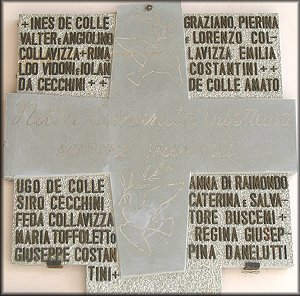 + INES DE COLLE
VALTER E ANGIOLINO
COLLAVIZZA + RINA
ALDO VIDONI E IOLAN
DA CECCHINI + +
GRAZIANO, PIERINA
E LORENZO COL
LAVIZZA EMILIA
COSTANTINI + +
DE COLLE AMATO
UGO DE COLLE
SIRO CECCHINI
FEDA COLLAVIZZA
MARIA TOFFOLETTO
GIUSEPPE COSTAN
TINI +
ANNA DI RAIMONDO
CATERINA E SALVA
TORE BUSCEMI +
+ REGINA GIUSEP
PINA DANELUTTI